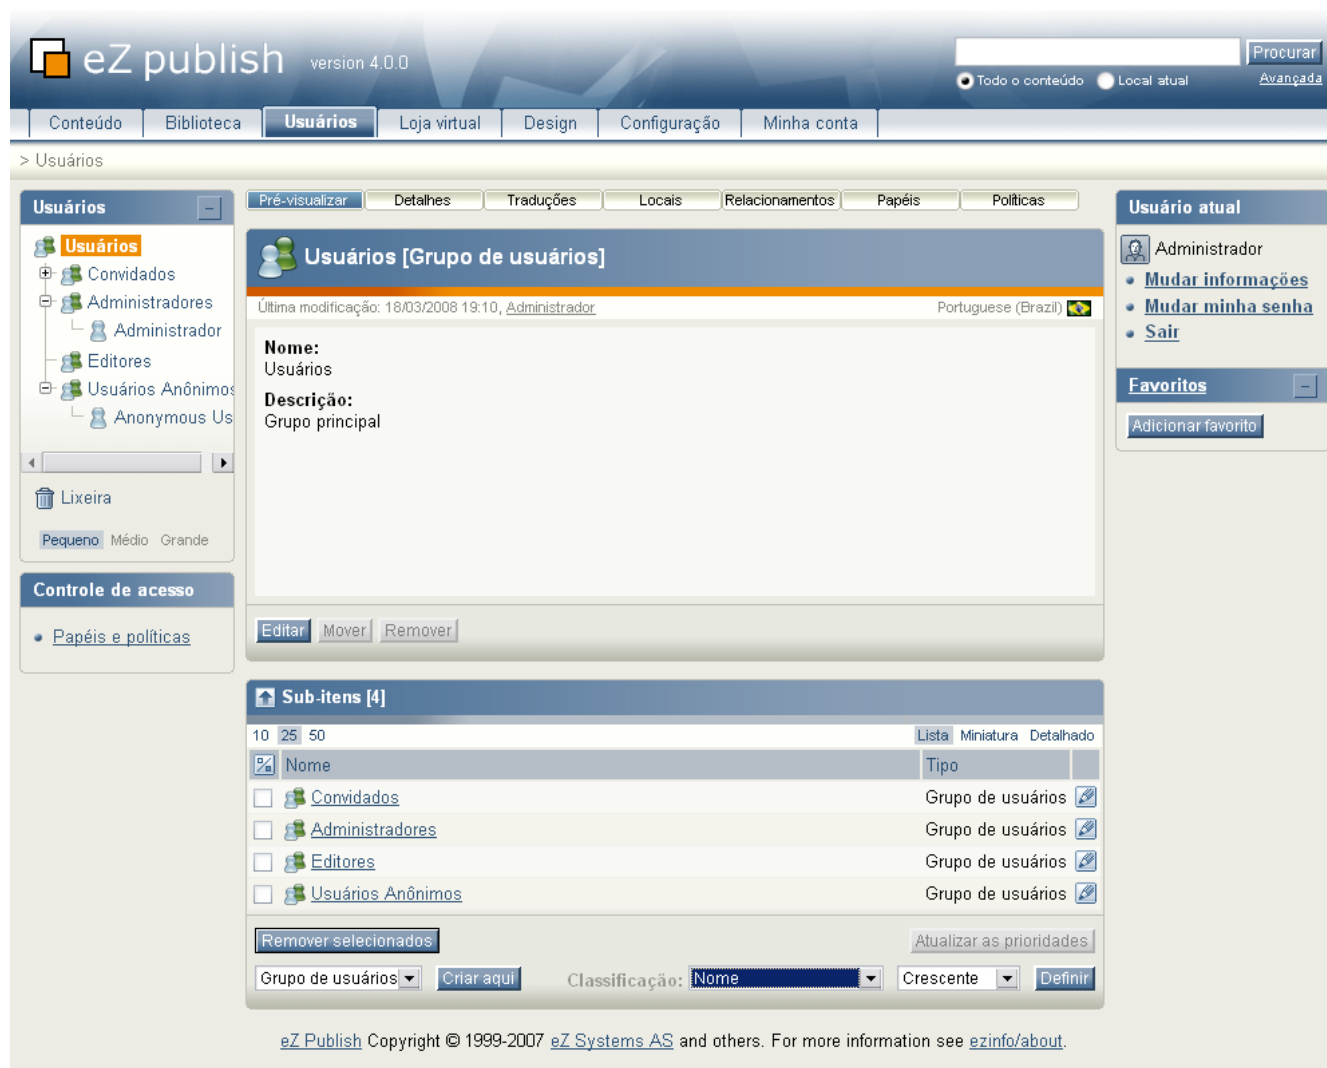 eZ publish version 4.0.0
Procurar
Todo o conteúdo Local atual Avançada
Conteúdo Biblioteca Usuários Loja virtual Design Configuração Minha conta
> Usuários
Usuários
Usuários
Convidados
Administradores
Administrador
Editores
Usuários Anônimos
Anonymous Us
Lixeira
Pequeno Médio Grande
Controle de acesso
Papéis e políticas
Pré-visualizar Detalhes Traduções Locais Relacionamentos Papéis Políticas
Usuários [Grupo de usuários]
Última modificação: 18/03/2008 19:10, Administrador Portuguese (Brazil)
Nome:
Usuários
Descrição:
Grupo principal
Editar Mover Remover
Sub-itens [4]
10 25 50 Lista Miniatura Detalhado
Nome Tipo
Convidados Grupo de usuários
Administradores Grupo de usuários
Editores Grupo de usuários
Usuários Anônimos Grupo de usuários
Remover selecionados Atualizar as prioridades
Grupo de usuários Criar aqui Classificação: Nome Crescente Definir
Usuário atual
Administrador
Mudar informações
Mudar minha senha
Sair
Favoritos
Adicionar favorito
eZ Publish Copyright © 1999-2007 eZ Systems AS and others. For more information see ezinfo/about.